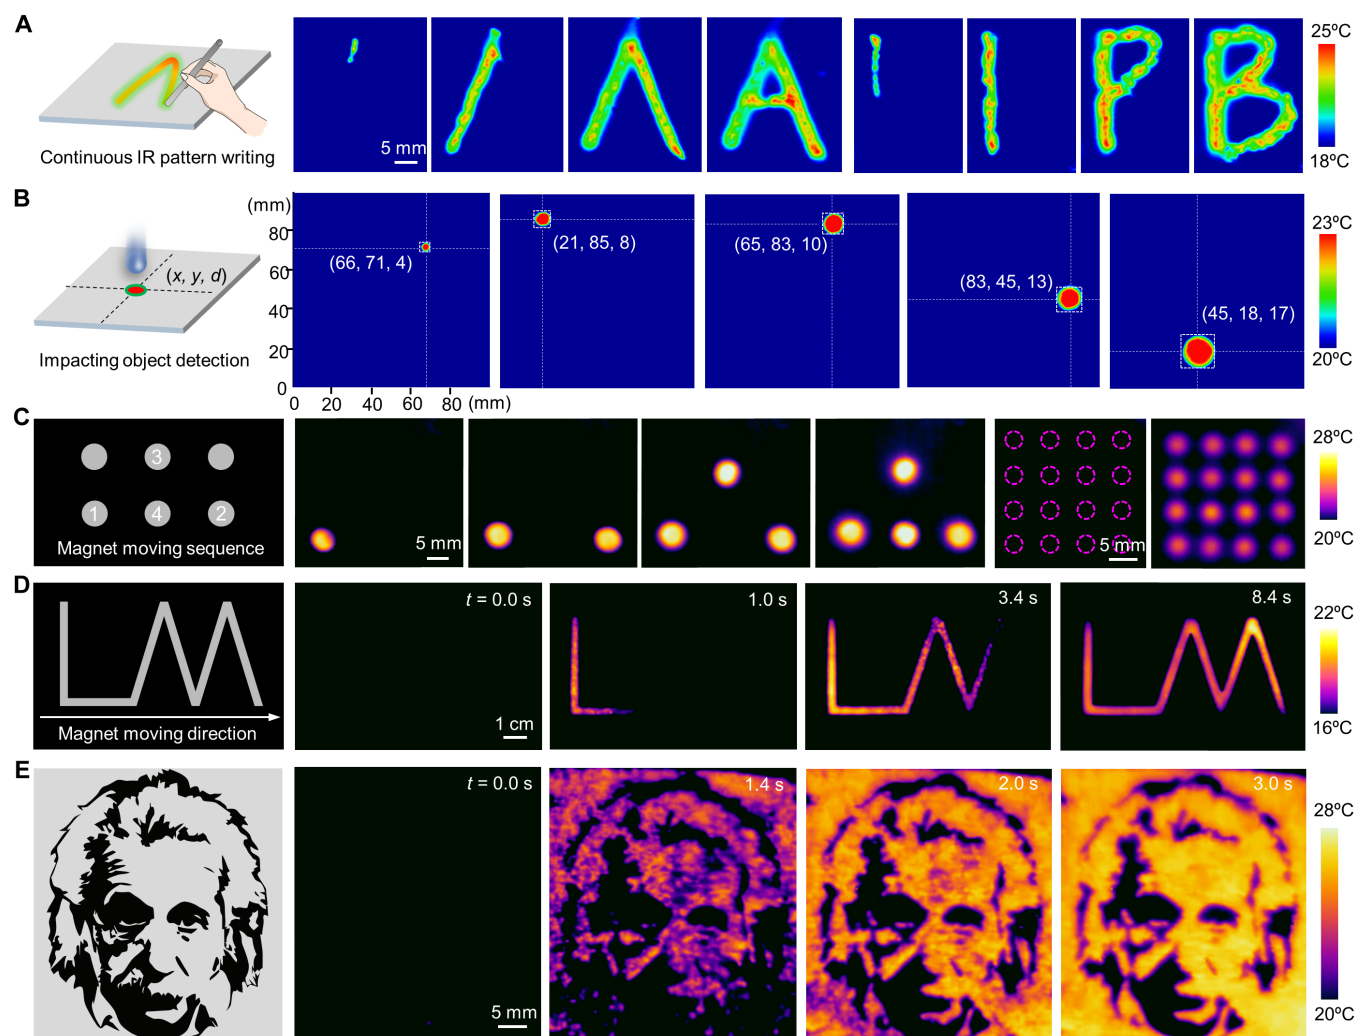 A
Continuous IR pattern writing
5 mm
25ºC
18ºC
B
(x, y, d)
Impacting object detection
(mm)
80
60
40
20
0
0 20 40 60 80 (mm)
(66, 71, 4)
(21, 85, 8)
(65, 83, 10)
(83, 45, 13)
(45, 18, 17)
23ºC
20ºC
C
3
1 4 2
Magnet moving sequence
5 mm
5 mm
28ºC
20ºC
D
Magnet moving direction
t = 0.0 s
1 cm
1.0 s
3.4 s
8.4 s
22ºC
16ºC
E
t = 0.0 s
5 mm
1.4 s
2.0 s
3.0 s
28ºC
20ºC